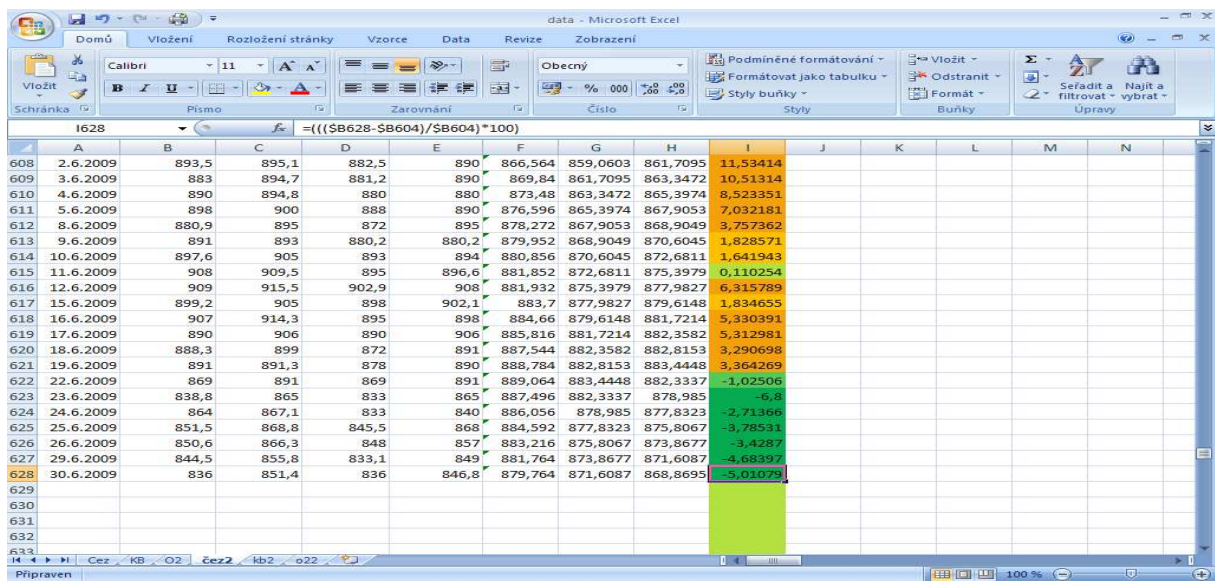 data - Microsoft Excel
Domů Vložení Rozložení stránky Vzorce Data Revize Zobrazení
Vložit
Calibri 11 A A
B I U A
Obecný
% 000
Podmíněné formátování
Formátovat jako tabulku
Styly buňky
Vložit
Odstranit
Formát
Σ
Seřadit a filtrovat
Najít a vybrat
Schránka Písmo Zarovnání Číslo Styly Buňky Úpravy
I628 fx =((($B628-$B604)/$B604)*100)
A B C D E F G H I J K L M N
608 2.6.2009 893,5 895,1 882,5 890 866,564 859,0603 861,7095 11,53414
609 3.6.2009 883 894,7 881,2 890 869,84 861,7095 863,3472 10,51314
610 4.6.2009 890 894,8 880 880 873,48 863,3472 865,3974 8,523351
611 5.6.2009 898 900 888 890 876,596 865,3974 867,9053 7,032181
612 8.6.2009 880,9 895 872 895 878,272 867,9053 868,9049 3,757362
613 9.6.2009 891 893 880,2 880,2 879,952 868,9049 870,6045 1,828571
614 10.6.2009 897,6 905 893 894 880,856 870,6045 872,6811 1,641943
615 11.6.2009 908 909,5 895 896,6 881,852 872,6811 875,3979 0,110254
616 12.6.2009 909 915,5 902,9 908 881,932 875,3979 877,9827 6,315789
617 15.6.2009 899,2 905 898 902,1 883,7 877,9827 879,6148 1,834655
618 16.6.2009 907 914,3 895 898 884,66 879,6148 881,7214 5,330391
619 17.6.2009 890 906 890 906 885,816 881,7214 882,3582 5,312981
620 18.6.2009 888,3 899 872 891 887,544 882,3582 882,8153 3,290698
621 19.6.2009 891 891,3 878 890 888,784 882,8153 883,4448 3,364269
622 22.6.2009 869 891 869 891 889,064 883,4448 882,3337 -1,02506
623 23.6.2009 838,8 865 833 865 887,496 882,3337 878,985 -6,8
624 24.6.2009 864 867,1 833 840 886,056 878,985 877,8323 -2,71366
625 25.6.2009 851,5 868,8 845,5 868 884,592 877,8323 875,8067 -3,78531
626 26.6.2009 850,6 866,3 848 857 883,216 875,8067 873,8677 -3,4287
627 29.6.2009 844,5 855,8 833,1 849 881,764 873,8677 871,6087 -4,68397
628 30.6.2009 836 851,4 836 846,8 879,764 871,6087 868,8695 -5,01079
629
630
631
632
633
Cez KB O2 čez2 kb2 o22
Připraven 100 %